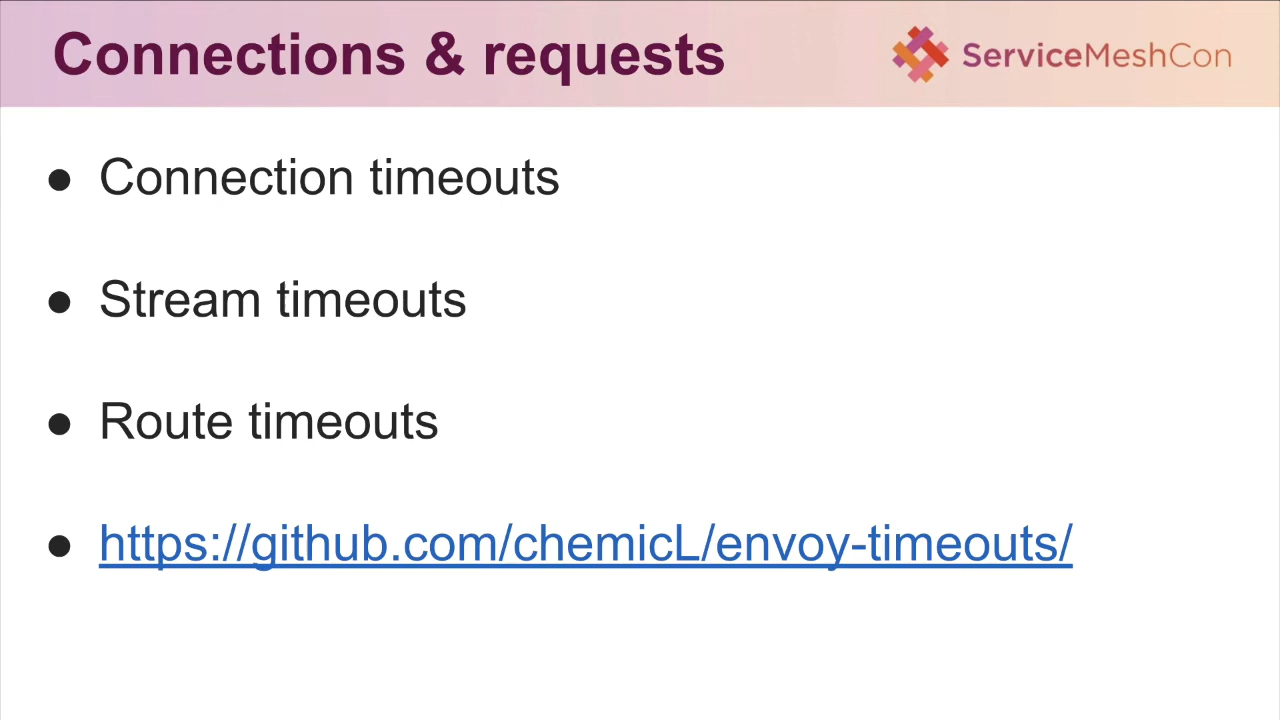 Connections & requests
ServiceMeshCon
● Connection timeouts
● Stream timeouts
● Route timeouts
● https://github.com/chemicL/envoy-timeouts/